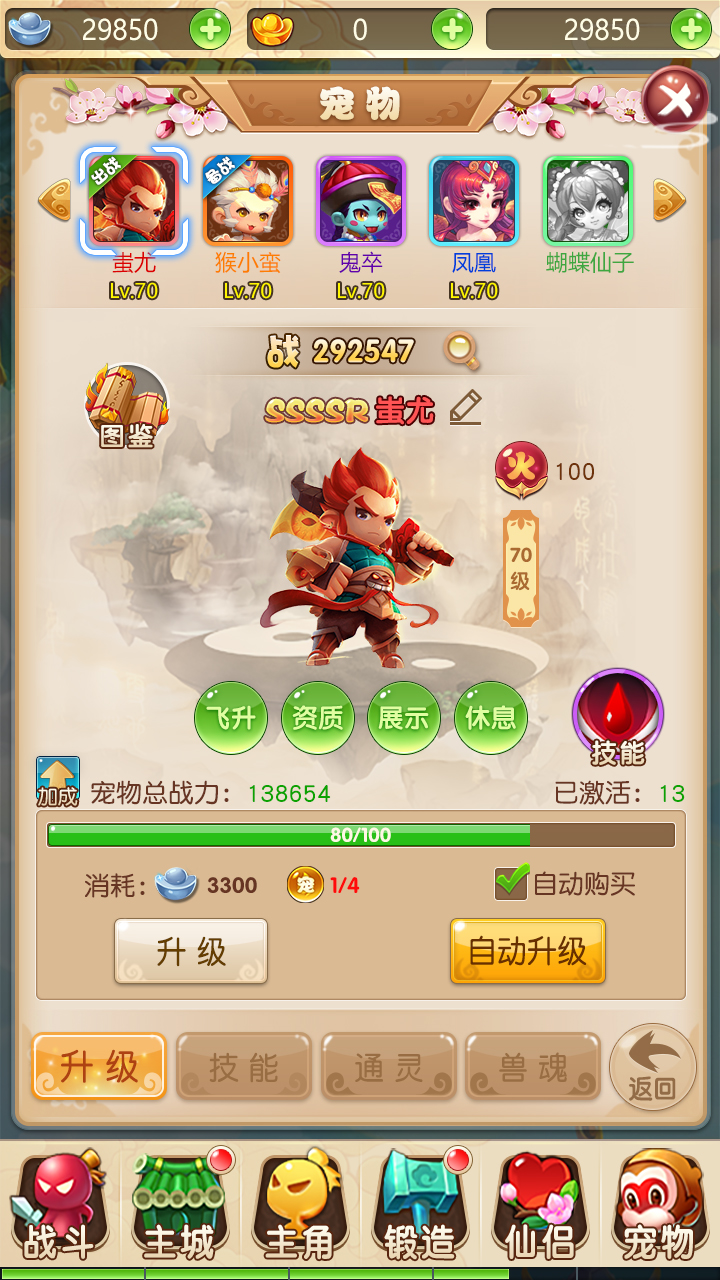 29850 0 29850
宠物
出战 备战
蚩尤 猴小蛮 鬼卒 凤凰 蝴蝶仙子
Lv.70 Lv.70 Lv.70 Lv.70
战 292547
图鉴
SSSSR 蚩尤
火 100
70级
飞升 资质 展示 休息
技能
加成 宠物总战力： 138654 已激活： 13
80/100
消耗： 3300 宠 1/4 自动购买
升级 自动升级
升级 技能 通灵 兽魂 返回
战斗 主城 主角 锻造 仙侣 宠物